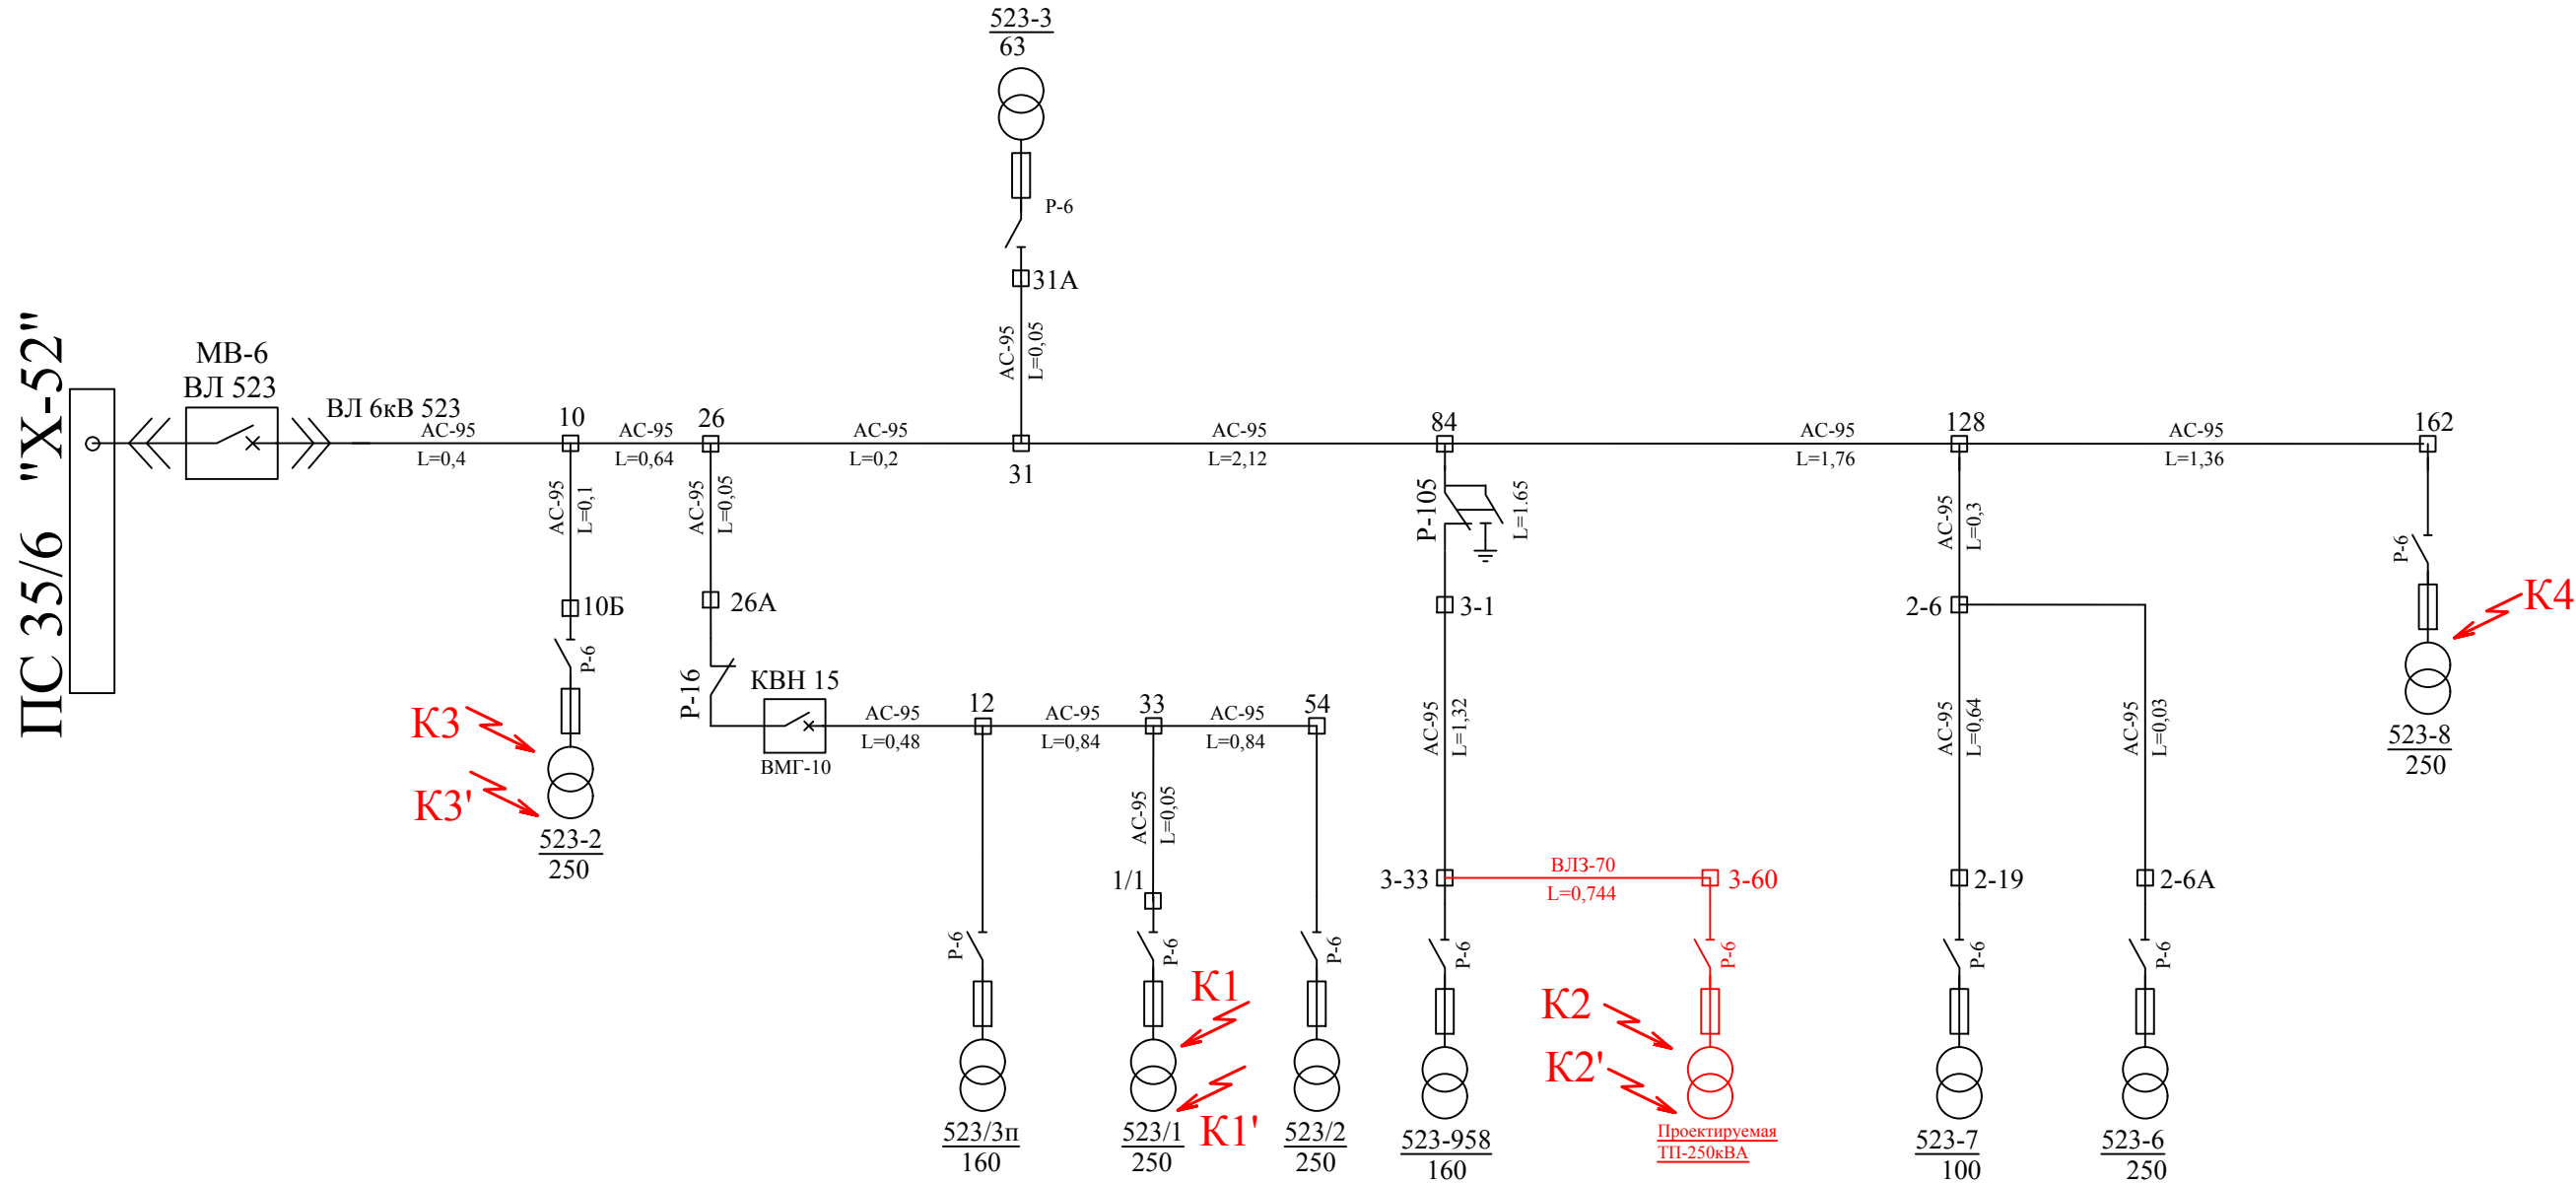 523-3
63
Р-6
31А
АС-95
L=0,05
ПС 35/6 "Х-52"
МВ-6
ВЛ 523
ВЛ 6кВ 523
АС-95
L=0,4
10
АС-95
L=0,64
26
АС-95
L=0,2
31
АС-95
L=2,12
84
АС-95
L=1,76
128
АС-95
L=1,36
162
АС-95
L=0,1
10Б
Р-6
К3
К3'
523-2
250
АС-95
L=0,05
26А
Р-16
КВН 15
ВМГ-10
АС-95
L=0,48
12
АС-95
L=0,84
33
АС-95
L=0,84
54
Р-6
523/3п
160
АС-95
L=0,05
1/1
Р-6
К1
К1'
523/1
250
Р-6
523/2
250
Р-105
L=1.65
3-1
АС-95
L=1,32
3-33
Р-6
523-958
160
ВЛЗ-70
L=0,744
3-60
Р-6
К2
К2'
Проектируемая
ТП-250кВА
АС-95
L=0,3
2-6
АС-95
L=0,64
2-19
Р-6
523-7
100
АС-95
L=0,03
2-6А
Р-6
523-6
250
Р-6
К4
523-8
250